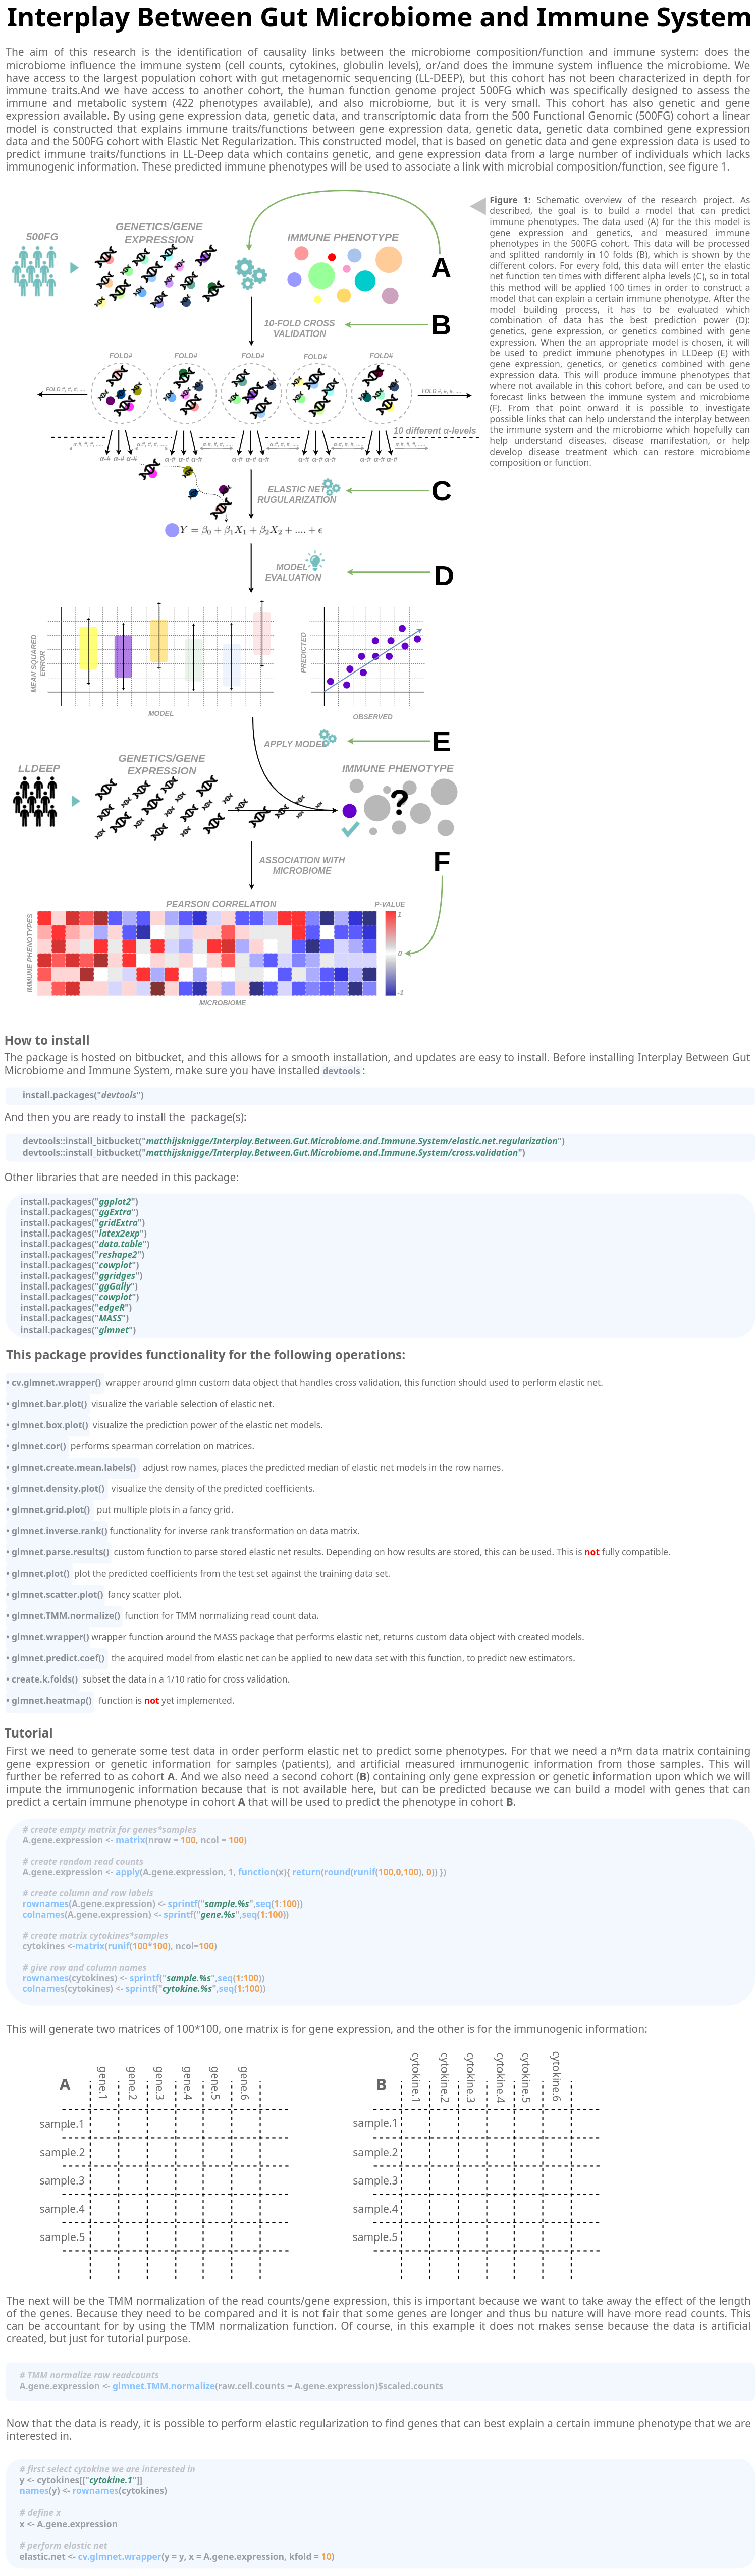 Interplay Between Gut Microbiome and Immune System
The aim of this research is the identification of causality links between the microbiome composition/function and immune system: does the
microbiome influence the immune system (cell counts, cytokines, globulin levels), or/and does the immune system influence the microbiome. We
have access to the largest population cohort with gut metagenomic sequencing (LL-DEEP), but this cohort has not been characterized in depth for
immune traits.And we have access to another cohort, the human function genome project 500FG which was specifically designed to assess the
immune and metabolic system (422 phenotypes available), and also microbiome, but it is very small. This cohort has also genetic and gene
expression available. By using gene expression data, genetic data, and transcriptomic data from the 500 Functional Genomic (500FG) cohort a linear
model is constructed that explains immune traits/functions between gene expression data, genetic data, genetic data combined gene expression
data and the 500FG cohort with Elastic Net Regularization. This constructed model, that is based on genetic data and gene expression data is used to
predict immune traits/functions in LL-Deep data which contains genetic, and gene expression data from a large number of individuals which lacks
immunogenic information. These predicted immune phenotypes will be used to associate a link with microbial composition/function, see figure 1.
Figure 1: Schematic overview of the research project. As
described, the goal is to build a model that can predict
immune phenotypes. The data used (A) for this model is
gene expression and genetics, and measured immune
phenotypes in the 500FG cohort. This data will be processed
and splitted randomly in 10 folds (B), which is shown by the
different colors. For every fold, this data will enter the elastic
net function ten times with different alpha levels (C), so in total
this method will be applied 100 times in order to construct a
model that can explain a certain immune phenotype. After the
model building process, it has to be evaluated which
combination of data has the best prediction power (D):
genetics, gene expression, or genetics combined with gene
expression. When the an appropriate model is chosen, it will
be used to predict immune phenotypes in LLDeep (E) with
gene expression, genetics, or genetics combined with gene
expression data. This will produce immune phenotypes that
where not available in this cohort before, and can be used to
forecast links between the immune system and microbiome
(F). From that point onward it is possible to investigate
possible links that can help understand the interplay between
the immune system and the microbiome which hopefully can
help understand diseases, disease manifestation, or help
develop disease treatment which can restore microbiome
composition or function.
500FG
GENETICS/GENE
EXPRESSION
IMMUNE PHENOTYPE
A
B
10-FOLD CROSS
VALIDATION
FOLD# FOLD# FOLD# FOLD# FOLD#
FOLD #, #, #, ....
FOLD #, #, #, ....
10 different α-levels
α-#, #, #, ..... α-#, #, #, ..... α-#, #, #, ..... α-#, #, #, ..... α-#, #, #, .....
α-# α-# α-# α-# α-# α-# α-# α-# α-# α-# α-# α-# α-# α-# α-#
ELASTIC NET
RUGULARIZATION
C
Y = β0 + β1X1 + β2X2 + .... + ϵ
MODEL
EVALUATION
D
MEAN SQUARED
ERROR
MODEL
PREDICTED
OBSERVED
APPLY MODEL
E
LLDEEP
GENETICS/GENE
EXPRESSION
IMMUNE PHENOTYPE
?
ASSOCIATION WITH
MICROBIOME
F
PEARSON CORRELATION
P-VALUE
1
0
-1
IMMUNE PHENOTYPES
MICROBIOME
How to install
The package is hosted on bitbucket, and this allows for a smooth installation, and updates are easy to install. Before installing Interplay Between Gut
Microbiome and Immune System, make sure you have installed devtools :
install.packages("devtools")
And then you are ready to install the package(s):
devtools::install_bitbucket("matthijsknigge/Interplay.Between.Gut.Microbiome.and.Immune.System/elastic.net.regularization")
devtools::install_bitbucket("matthijsknigge/Interplay.Between.Gut.Microbiome.and.Immune.System/cross.validation")
Other libraries that are needed in this package:
install.packages("ggplot2")
install.packages("ggExtra")
install.packages("gridExtra")
install.packages("latex2exp")
install.packages("data.table")
install.packages("reshape2")
install.packages("cowplot")
install.packages("ggridges")
install.packages("ggGally")
install.packages("cowplot")
install.packages("edgeR")
install.packages("MASS")
install.packages("glmnet")
This package provides functionality for the following operations:
• cv.glmnet.wrapper() wrapper around glmn custom data object that handles cross validation, this function should used to perform elastic net.
• glmnet.bar.plot() visualize the variable selection of elastic net.
• glmnet.box.plot() visualize the prediction power of the elastic net models.
• glmnet.cor() performs spearman correlation on matrices.
• glmnet.create.mean.labels() adjust row names, places the predicted median of elastic net models in the row names.
• glmnet.density.plot() visualize the density of the predicted coefficients.
• glmnet.grid.plot() put multiple plots in a fancy grid.
• glmnet.inverse.rank() functionality for inverse rank transformation on data matrix.
• glmnet.parse.results() custom function to parse stored elastic net results. Depending on how results are stored, this can be used. This is not fully compatible.
• glmnet.plot() plot the predicted coefficients from the test set against the training data set.
• glmnet.scatter.plot() fancy scatter plot.
• glmnet.TMM.normalize() function for TMM normalizing read count data.
• glmnet.wrapper() wrapper function around the MASS package that performs elastic net, returns custom data object with created models.
• glmnet.predict.coef() the acquired model from elastic net can be applied to new data set with this function, to predict new estimators.
• create.k.folds() subset the data in a 1/10 ratio for cross validation.
• glmnet.heatmap() function is not yet implemented.
Tutorial
First we need to generate some test data in order perform elastic net to predict some phenotypes. For that we need a n*m data matrix containing
gene expression or genetic information for samples (patients), and artificial measured immunogenic information from those samples. This will
further be referred to as cohort A. And we also need a second cohort (B) containing only gene expression or genetic information upon which we will
impute the immunogenic information because that is not available here, but can be predicted because we can build a model with genes that can
predict a certain immune phenotype in cohort A that will be used to predict the phenotype in cohort B.
# create empty matrix for genes*samples
A.gene.expression <- matrix(nrow = 100, ncol = 100)
# create random read counts
A.gene.expression <- apply(A.gene.expression, 1, function(x){ return(round(runif(100,0,100), 0)) })
# create column and row labels
rownames(A.gene.expression) <- sprintf("sample.%s",seq(1:100))
colnames(A.gene.expression) <- sprintf("gene.%s",seq(1:100))
# create matrix cytokines*samples
cytokines <-matrix(runif(100*100), ncol=100)
# give row and column names
rownames(cytokines) <- sprintf("sample.%s",seq(1:100))
colnames(cytokines) <- sprintf("cytokine.%s",seq(1:100))
This will generate two matrices of 100*100, one matrix is for gene expression, and the other is for the immunogenic information:
A
gene.1 gene.2 gene.3 gene.4 gene.5 gene.6
sample.1
sample.2
sample.3
sample.4
sample.5
B
cytokine.1 cytokine.2 cytokine.3 cytokine.4 cytokine.5 cytokine.6
sample.1
sample.2
sample.3
sample.4
sample.5
The next will be the TMM normalization of the read counts/gene expression, this is important because we want to take away the effect of the length
of the genes. Because they need to be compared and it is not fair that some genes are longer and thus bu nature will have more read counts. This
can be accountant for by using the TMM normalization function. Of course, in this example it does not makes sense because the data is artificial
created, but just for tutorial purpose.
# TMM normalize raw readcounts
A.gene.expression <- glmnet.TMM.normalize(raw.cell.counts = A.gene.expression)$scaled.counts
Now that the data is ready, it is possible to perform elastic regularization to find genes that can best explain a certain immune phenotype that we are
interested in.
# first select cytokine we are interested in
y <- cytokines[["cytokine.1"]]
names(y) <- rownames(cytokines)
# define x
x <- A.gene.expression
# perform elastic net
elastic.net <- cv.glmnet.wrapper(y = y, x = A.gene.expression, kfold = 10)